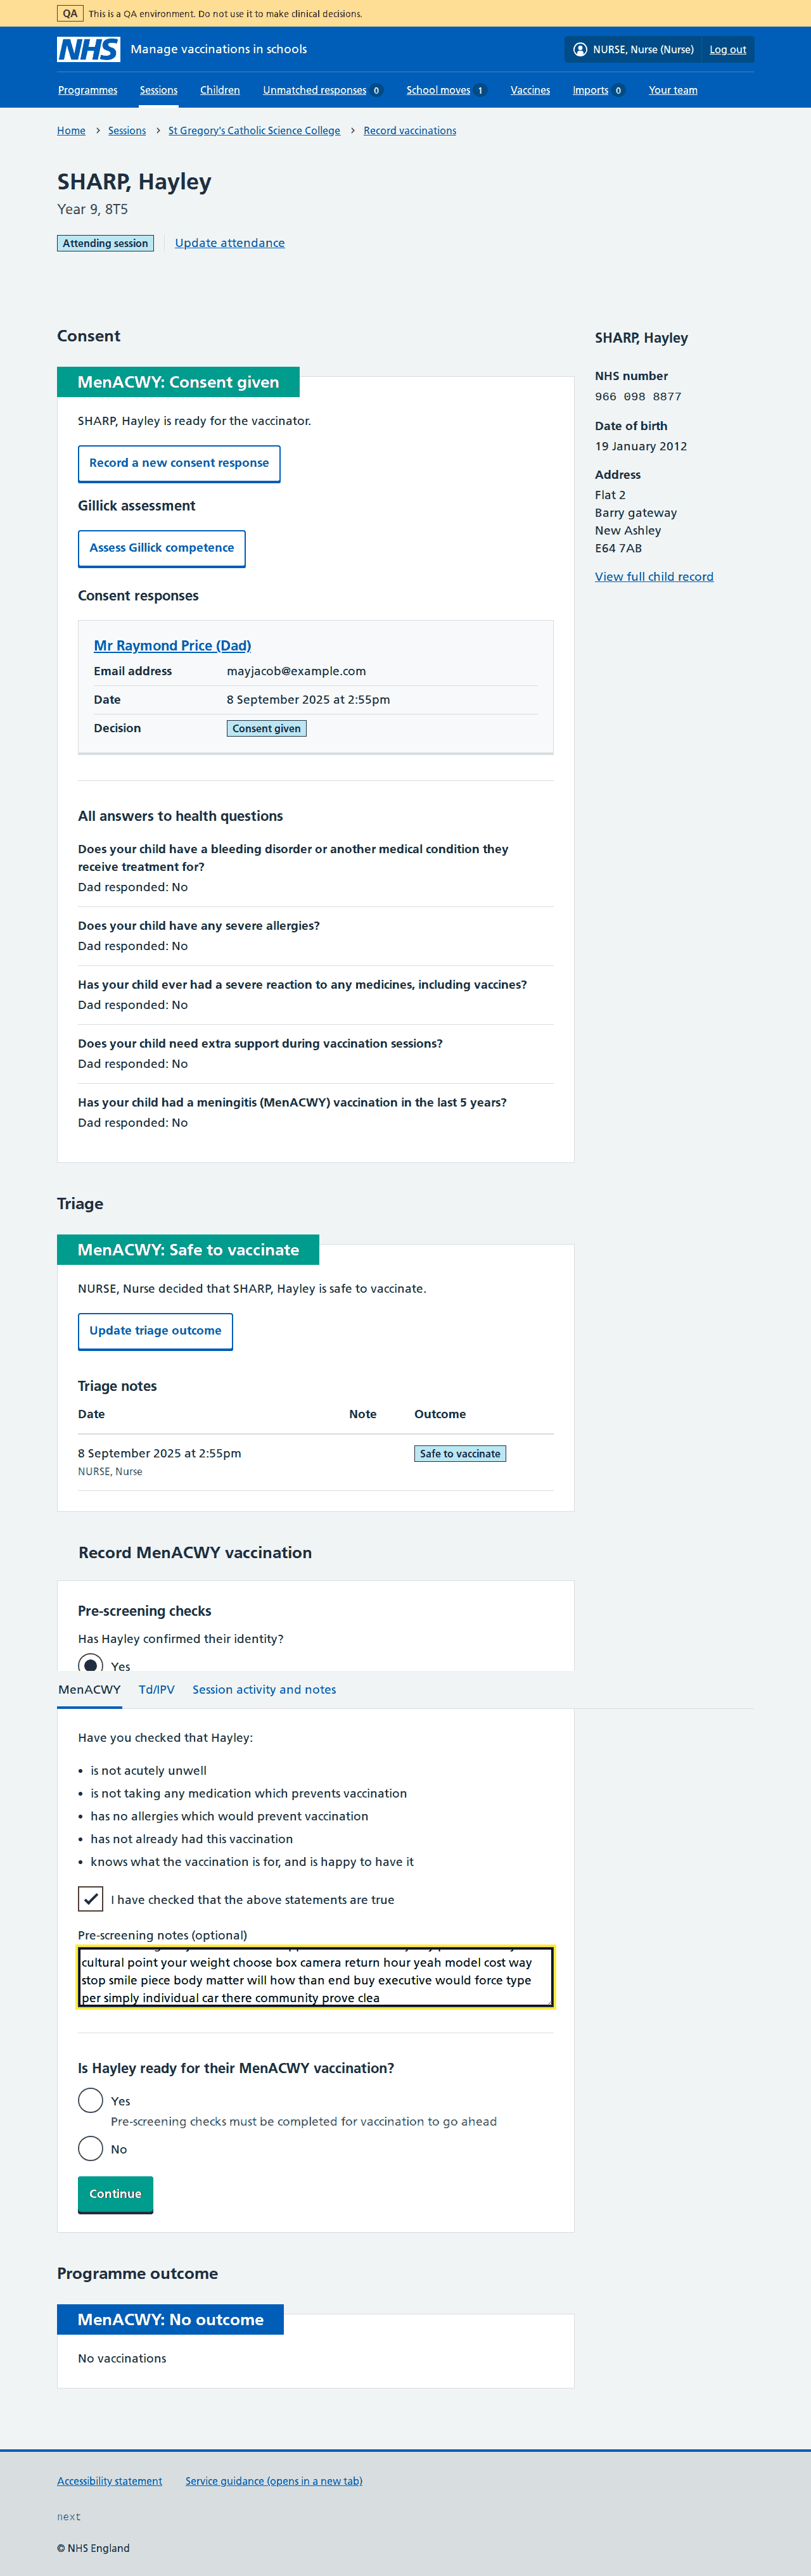 QA This is a QA environment. Do not use it to make clinical decisions.
NHS Manage vaccinations in schools NURSE, Nurse (Nurse) Log out
Programmes Sessions Children Unmatched responses 0 School moves 1 Vaccines Imports 0 Your team
Home > Sessions > St Gregory's Catholic Science College > Record vaccinations
SHARP, Hayley
Year 9, 8T5
Attending session Update attendance
Consent
MenACWY: Consent given
SHARP, Hayley is ready for the vaccinator.
Record a new consent response
Gillick assessment
Assess Gillick competence
Consent responses
Mr Raymond Price (Dad)
Email address mayjacob@example.com
Date 8 September 2025 at 2:55pm
Decision Consent given
All answers to health questions
Does your child have a bleeding disorder or another medical condition they
receive treatment for?
Dad responded: No
Does your child have any severe allergies?
Dad responded: No
Has your child ever had a severe reaction to any medicines, including vaccines?
Dad responded: No
Does your child need extra support during vaccination sessions?
Dad responded: No
Has your child had a meningitis (MenACWY) vaccination in the last 5 years?
Dad responded: No
SHARP, Hayley
NHS number
966 098 8877
Date of birth
19 January 2012
Address
Flat 2
Barry gateway
New Ashley
E64 7AB
View full child record
Triage
MenACWY: Safe to vaccinate
NURSE, Nurse decided that SHARP, Hayley is safe to vaccinate.
Update triage outcome
Triage notes
Date Note Outcome
8 September 2025 at 2:55pm Safe to vaccinate
NURSE, Nurse
Record MenACWY vaccination
Pre-screening checks
Has Hayley confirmed their identity?
Yes
MenACWY Td/IPV Session activity and notes
Have you checked that Hayley:
• is not acutely unwell
• is not taking any medication which prevents vaccination
• has no allergies which would prevent vaccination
• has not already had this vaccination
• knows what the vaccination is for, and is happy to have it
I have checked that the above statements are true
Pre-screening notes (optional)
cultural point your weight choose box camera return hour yeah model cost way
stop smile piece body matter will how than end buy executive would force type
per simply individual car there community prove clea
Is Hayley ready for their MenACWY vaccination?
Yes
Pre-screening checks must be completed for vaccination to go ahead
No
Continue
Programme outcome
MenACWY: No outcome
No vaccinations
Accessibility statement Service guidance (opens in a new tab)
next
© NHS England